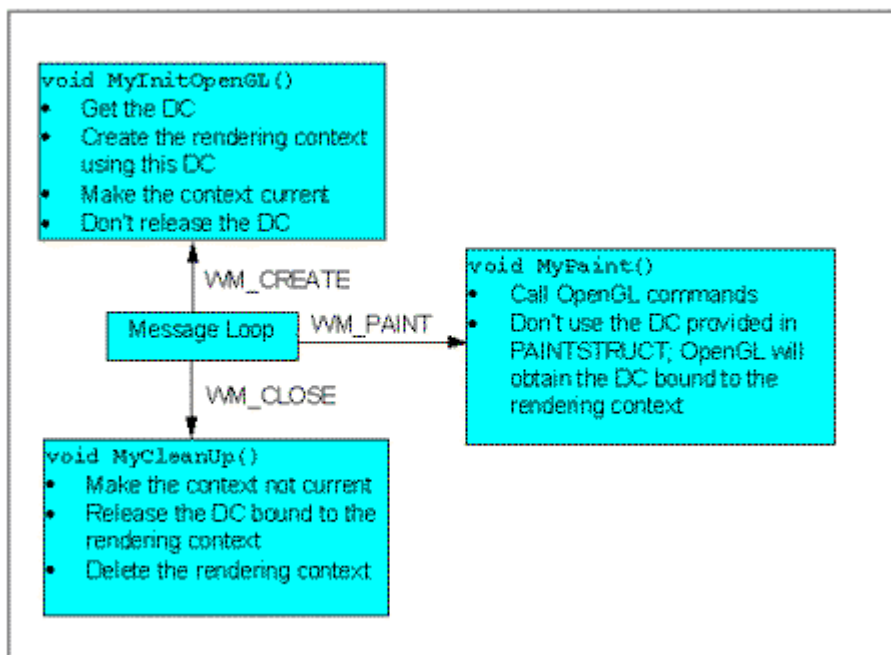 void MyInitOpenGL()
• Get the DC
• Create the rendering context
using this DC
• Make the context current
• Don't release the DC
WM_CREATE
Message Loop
WM_PAINT
void MyPaint()
• Call OpenGL commands
• Don't use the DC provided in
PAINTSTRUCT; OpenGL will
obtain the DC bound to the
rendering context
WM_CLOSE
void MyCleanUp()
• Make the context not current
• Release the DC bound to the
rendering context
• Delete the rendering context